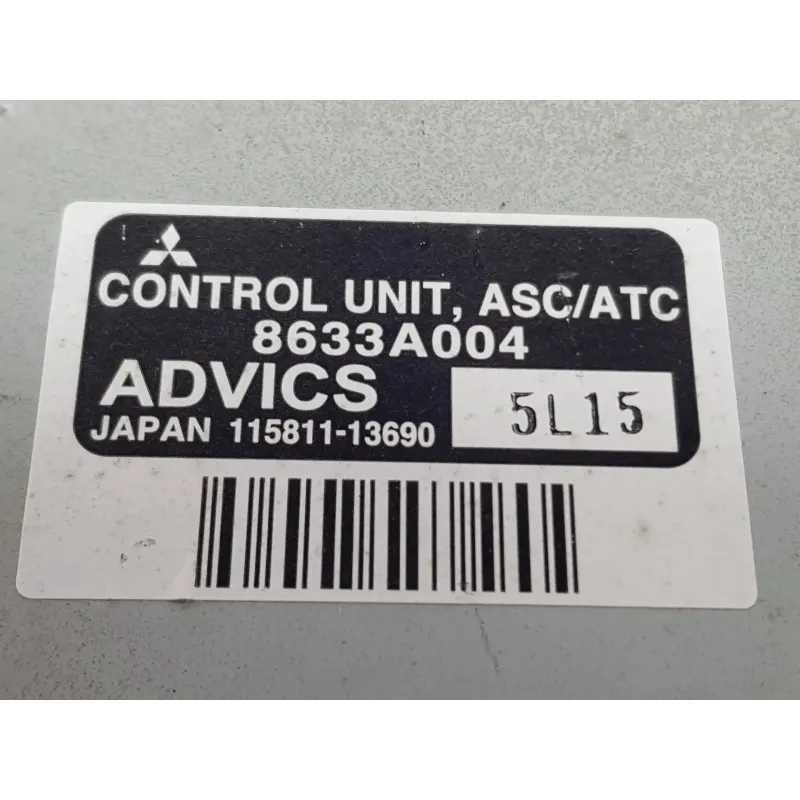 CONTROL UNIT, ASC/ATC
8633A004
ADVICS
5L15
JAPAN 115811-13690